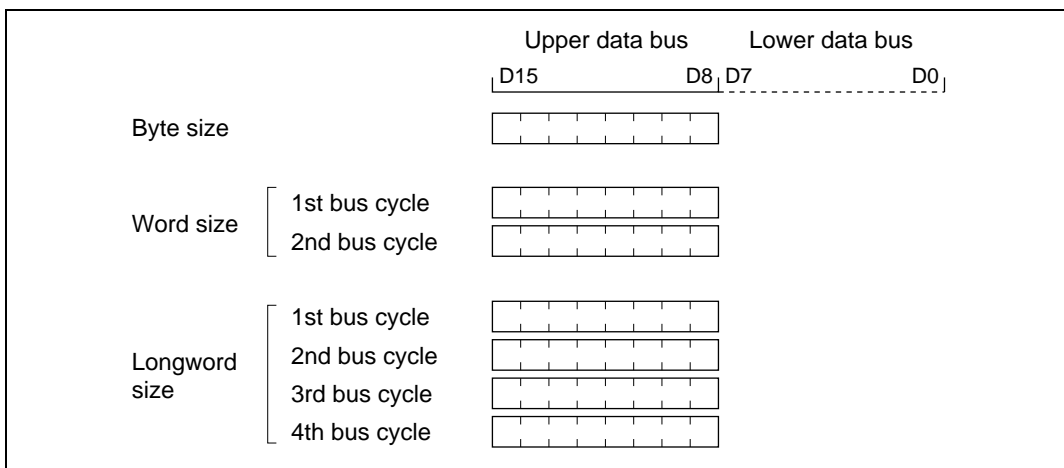 Upper data bus Lower data bus
D15 D8 D7 D0
Byte size
Word size
1st bus cycle
2nd bus cycle
Longword
size
1st bus cycle
2nd bus cycle
3rd bus cycle
4th bus cycle